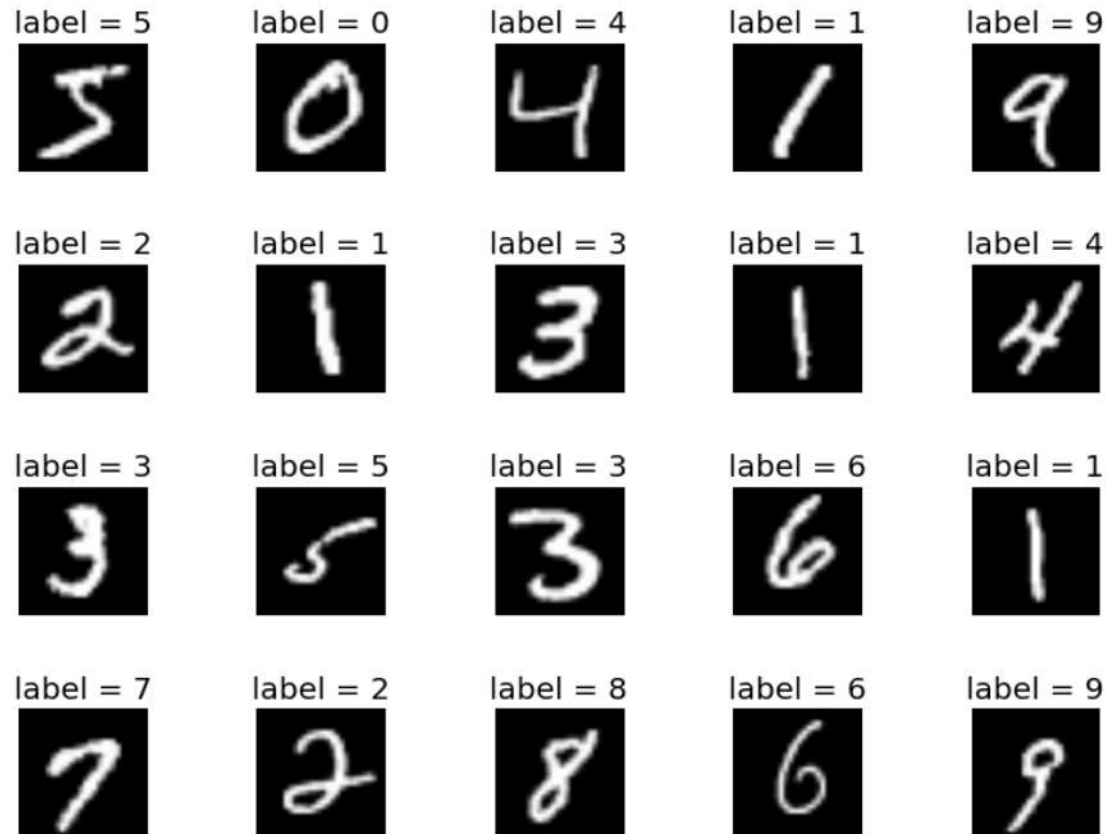 label = 5 label = 0 label = 4 label = 1 label = 9
5 0 4 1 9
label = 2 label = 1 label = 3 label = 1 label = 4
2 1 3 1 4
label = 3 label = 5 label = 3 label = 6 label = 1
3 5 3 6 1
label = 7 label = 2 label = 8 label = 6 label = 9
7 2 8 6 9